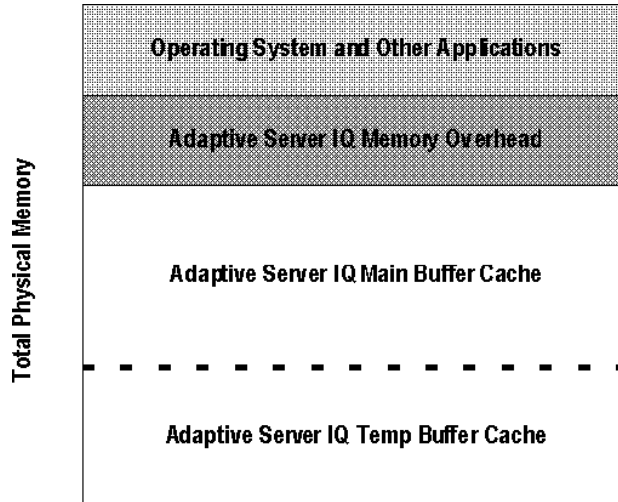 Operating System and Other Applications
Adaptive Server IQ Memory Overhead
Total Physical Memory
Adaptive Server IQ Main Buffer Cache
Adaptive Server IQ Temp Buffer Cache